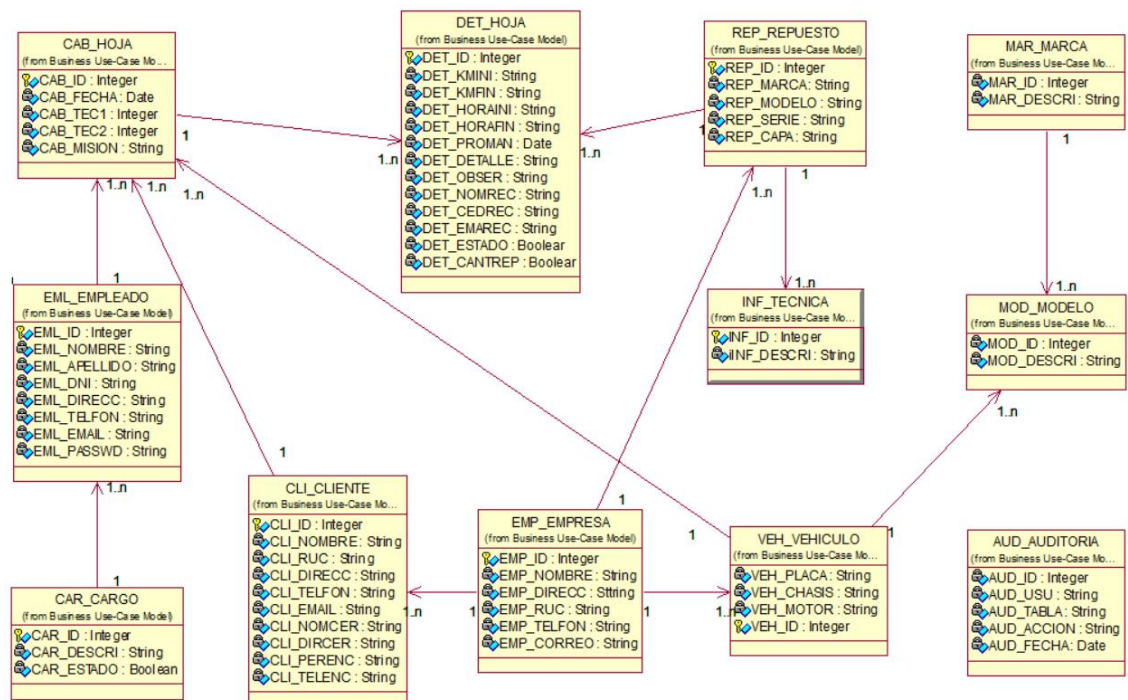 CAB_HOJA
(from Business Use-Case Mo...
CAB_ID : Integer
CAB_FECHA : Date
CAB_TEC1 : Integer
CAB_TEC2 : Integer
CAB_MISION : String
DET_HOJA
(from Business Use-Case Model)
DET_ID : Integer
DET_KMINI : String
DET_KMFIN : String
DET_HORAINI : String
DET_HORAFIN : String
DET_PROMAN : Date
DET_DETALLE : String
DET_OBSER : String
DET_NOMREC : String
DET_CEDREC : String
DET_EMAREC : String
DET_ESTADO : Boolear
DET_CANTREP : Boolear
REP_REPUESTO
(from Business Use-Case Model)
REP_ID : Integer
REP_MARCA : String
REP_MODELO : String
REP_SERIE : String
REP_CAPA : String
MAR_MARCA
(from Business Use-Case Mo...
MAR_ID : Integer
MAR_DESCRI : String
1
1..n
1
1..n
1..n
1..n
1..n
1..n
1
1
1
1..n
1..n
EML_EMPLEADO
(from Business Use-Case Model)
EML_ID : Integer
EML_NOMBRE : String
EML_APELLIDO : String
EML_DNI : String
EML_DIRECC : String
EML_TELFON : String
EML_EMAIL : String
EML_PASSWD : String
INF_TECNICA
(from Business Use-Case Mo...
INF_ID : Integer
iINF_DESCRI : String
MOD_MODELO
(from Business Use-Case Mo...
MOD_ID : Integer
MOD_DESCRI : String
1..n
1..n
1
1
1
1
1
CLI_CLIENTE
(from Business Use-Case Mo...
CLI_ID : Integer
CLI_NOMBRE : String
CLI_RUC : String
CLI_DIRECC : String
CLI_TELFON : String
CLI_EMAIL : String
CLI_NOMCER : String
CLI_DIRCER : String
CLI_PERENC : String
CLI_TELENC : String
EMP_EMPRESA
(from Business Use-Case Model)
EMP_ID : Integer
EMP_NOMBRE : String
EMP_DIRECC : Sttring
EMP_RUC : String
EMP_TELFON : String
EMP_CORREO : String
VEH_VEHICULO
(from Business Use-Case Mo...
VEH_PLACA : String
VEH_CHASIS : String
VEH_MOTOR : String
VEH_ID : Integer
AUD_AUDITORIA
(from Business Use-Case Mo...
AUD_ID : Integer
AUD_USU : String
AUD_TABLA : String
AUD_ACCION : String
AUD_FECHA : Date
1
CAR_CARGO
(from Business Use-Case Model)
CAR_ID : Integer
CAR_DESCRI : String
CAR_ESTADO : Boolean
1..n
1
1
1..n